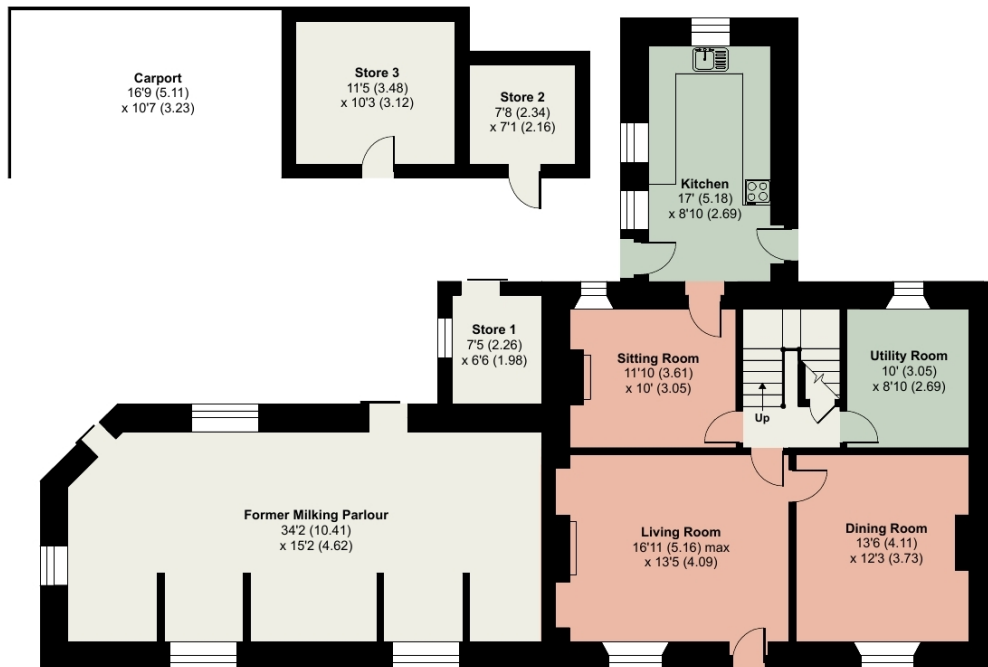 Carport
16'9 (5.11)
x 10'7 (3.23)
Store 3
11'5 (3.48)
x 10'3 (3.12)
Store 2
7'8 (2.34)
x 7'1 (2.16)
Kitchen
17' (5.18)
x 8'10 (2.69)
Store 1
7'5 (2.26)
x 6'6 (1.98)
Sitting Room
11'10 (3.61)
x 10' (3.05)
Up
Utility Room
10' (3.05)
x 8'10 (2.69)
Former Milking Parlour
34'2 (10.41)
x 15'2 (4.62)
Living Room
16'11 (5.16) max
x 13'5 (4.09)
Dining Room
13'6 (4.11)
x 12'3 (3.73)